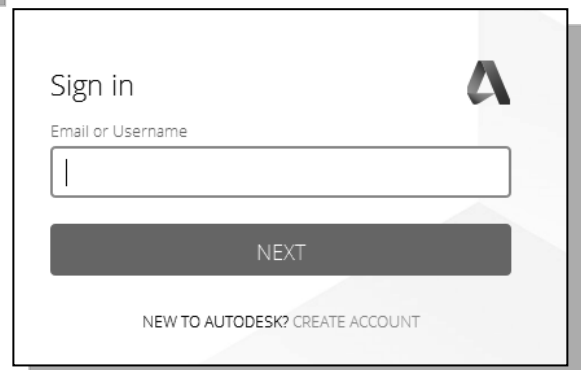 Sign in
Email or Username
NEXT
NEW TO AUTODESK? CREATE ACCOUNT